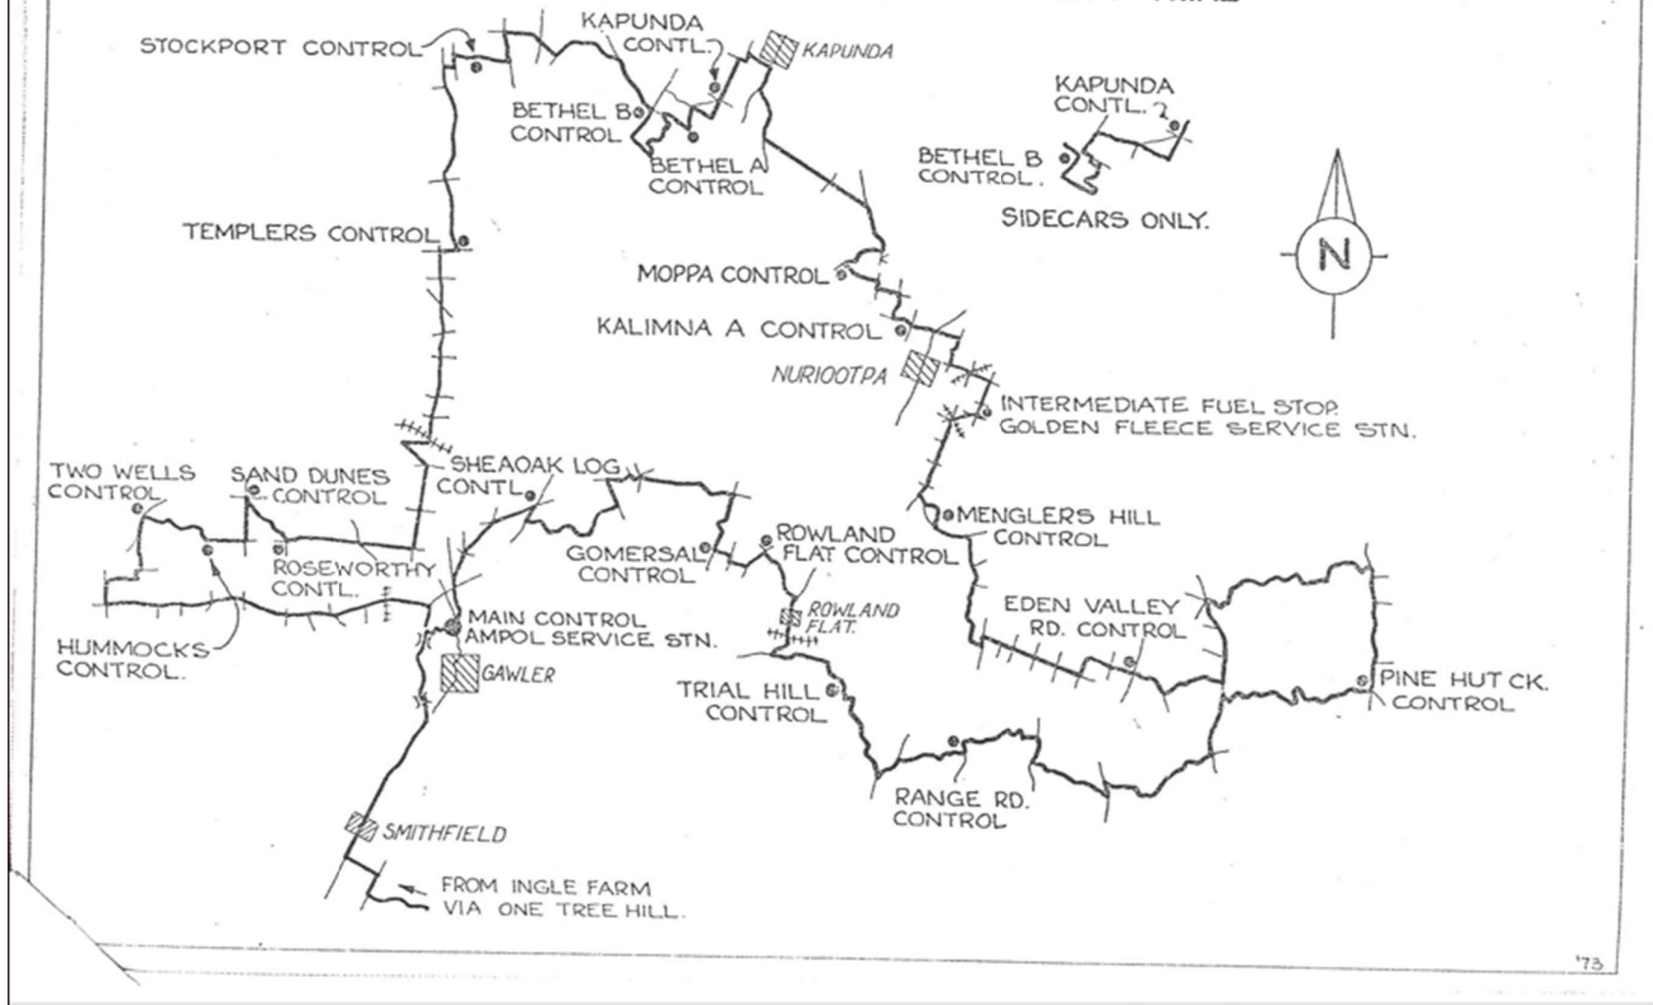 STOCKPORT CONTROL
KAPUNDA
CONTL.
KAPUNDA
BETHEL B
CONTROL
BETHEL A
CONTROL
KAPUNDA
CONTL.
BETHEL B
CONTROL.
SIDECARS ONLY.
N
TEMPLERS CONTROL
MOPPA CONTROL
KALIMNA A CONTROL
NURIOOTPA
INTERMEDIATE FUEL STOP.
GOLDEN FLEECE SERVICE STN.
TWO WELLS
CONTROL
SAND DUNES
CONTROL
SHEAOAK LOG
CONTL.
MENGLERS HILL
CONTROL
ROSEWORTHY
CONTL.
GOMERSAL
CONTROL
ROWLAND
FLAT CONTROL
ROWLAND
FLAT.
EDEN VALLEY
RD. CONTROL
MAIN CONTROL
AMPOL SERVICE STN.
HUMMOCKS
CONTROL.
GAWLER
TRIAL HILL
CONTROL
PINE HUT CK.
CONTROL
RANGE RD.
CONTROL
SMITHFIELD
FROM INGLE FARM
VIA ONE TREE HILL.
'73